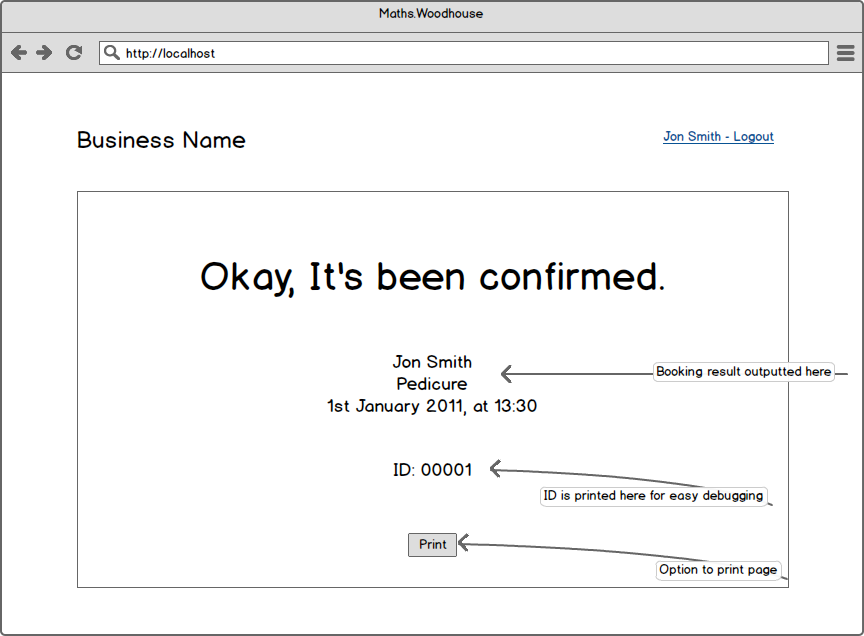 Maths.Woodhouse
http://localhost
Business Name
Jon Smith - Logout
Okay, It's been confirmed.
Jon Smith
Pedicure
1st January 2011, at 13:30
Booking result outputted here
ID: 00001
ID is printed here for easy debugging
Print
Option to print page